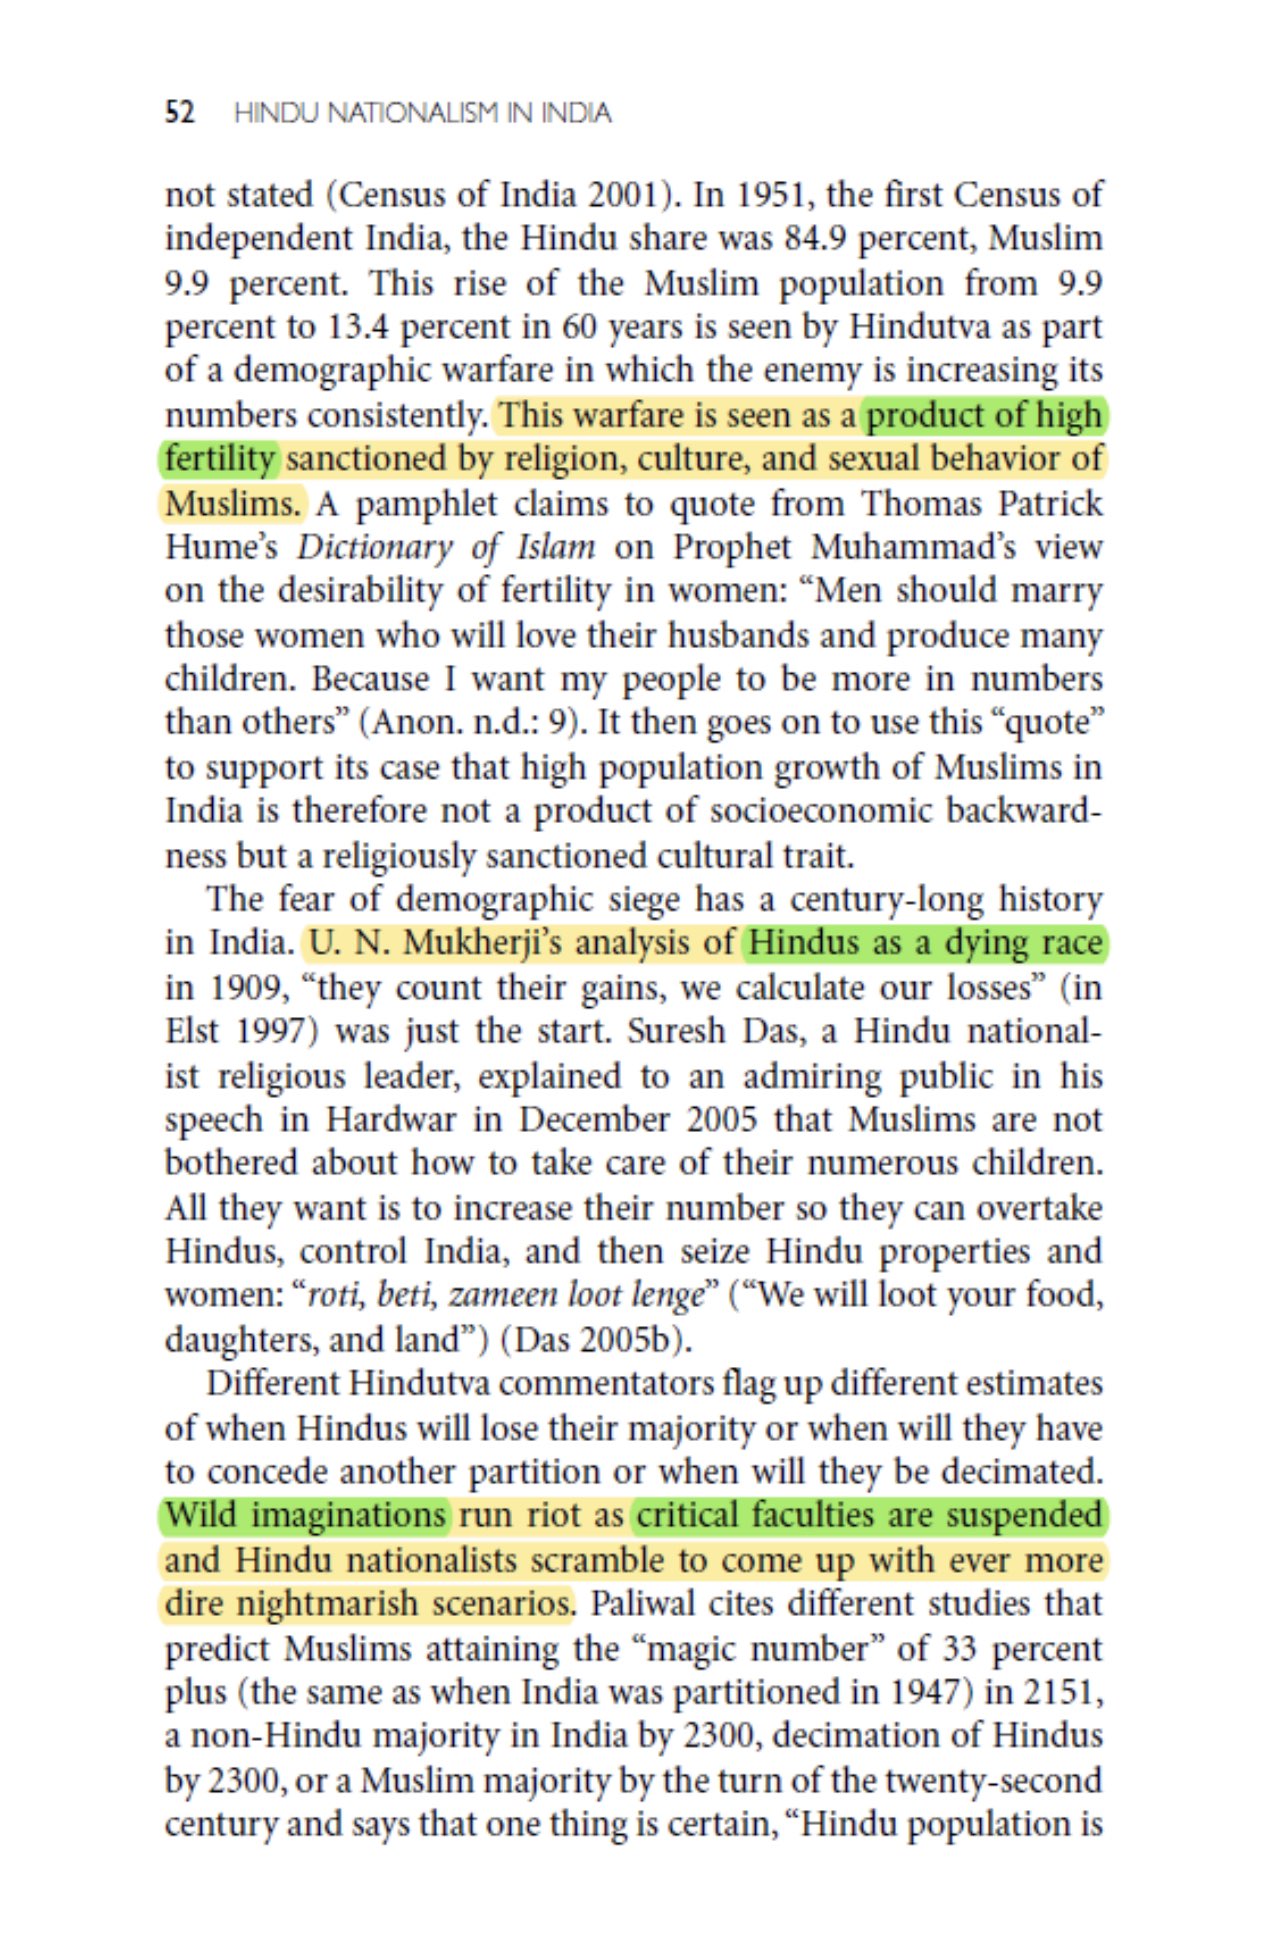 52 HINDU NATIONALISM IN INDIA
not stated (Census of India 2001). In 1951, the first Census of
independent India, the Hindu share was 84.9 percent, Muslim
9.9 percent. This rise of the Muslim population from 9.9
percent to 13.4 percent in 60 years is seen by Hindutva as part
of a demographic warfare in which the enemy is increasing its
numbers consistently. This warfare is seen as a product of high
fertility sanctioned by religion, culture, and sexual behavior of
Muslims. A pamphlet claims to quote from Thomas Patrick
Hume's Dictionary of Islam on Prophet Muhammad's view
on the desirability of fertility in women: “Men should marry
those women who will love their husbands and produce many
children. Because I want my people to be more in numbers
than others” (Anon. n.d.: 9). It then goes on to use this “quote”
to support its case that high population growth of Muslims in
India is therefore not a product of socioeconomic backward-
ness but a religiously sanctioned cultural trait.
The fear of demographic siege has a century-long history
in India. U. N. Mukherji's analysis of Hindus as a dying race
in 1909, “they count their gains, we calculate our losses” (in
Elst 1997) was just the start. Suresh Das, a Hindu national-
ist religious leader, explained to an admiring public in his
speech in Hardwar in December 2005 that Muslims are not
bothered about how to take care of their numerous children.
All they want is to increase their number so they can overtake
Hindus, control India, and then seize Hindu properties and
women: “roti, beti, zameen loot lenge” (“We will loot your food,
daughters, and land”) (Das 2005b).
Different Hindutva commentators flag up different estimates
of when Hindus will lose their majority or when will they have
to concede another partition or when will they be decimated.
Wild imaginations run riot as critical faculties are suspended
and Hindu nationalists scramble to come up with ever more
dire nightmarish scenarios. Paliwal cites different studies that
predict Muslims attaining the “magic number” of 33 percent
plus (the same as when India was partitioned in 1947) in 2151,
a non-Hindu majority in India by 2300, decimation of Hindus
by 2300, or a Muslim majority by the turn of the twenty-second
century and says that one thing is certain, “Hindu population is